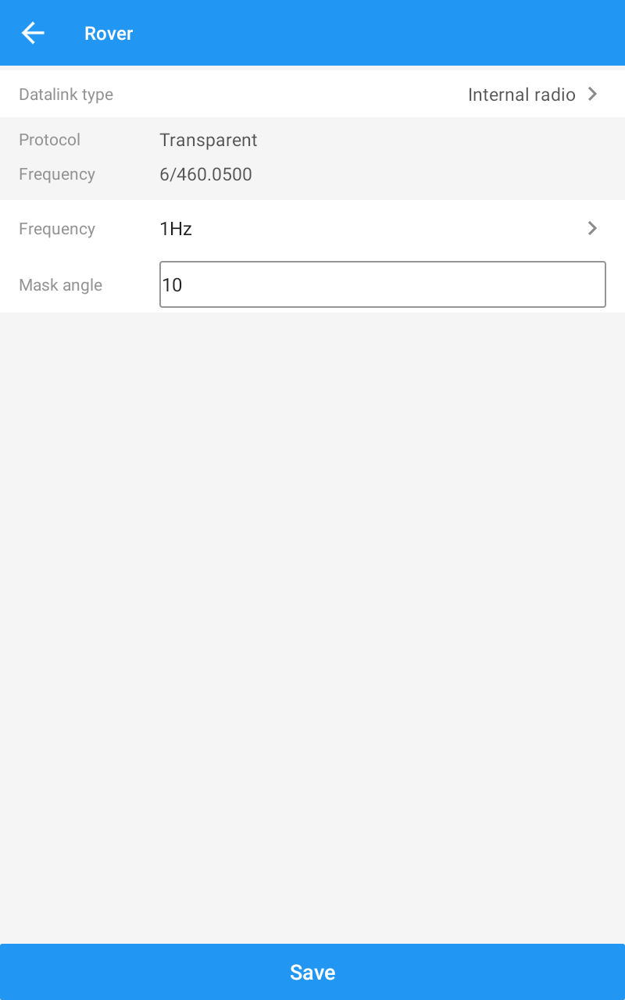 Rover
Datalink type Internal radio
Protocol Transparent
Frequency 6/460.0500
Frequency 1Hz
Mask angle 10
Save